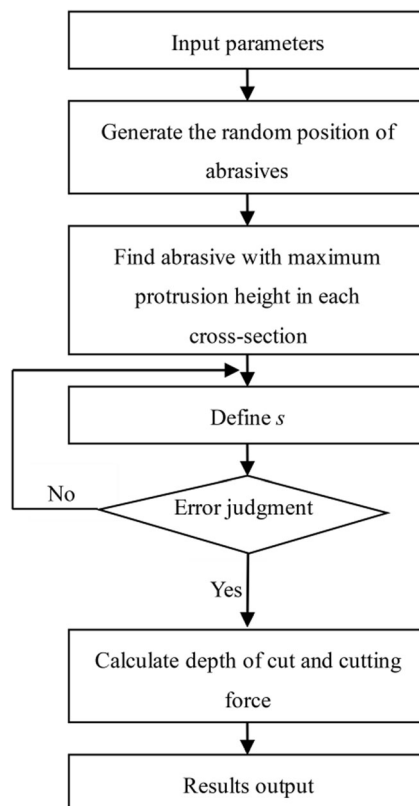 Input parameters
Generate the random position of
abrasives
Find abrasive with maximum
protrusion height in each
cross-section
Define s
Error judgment
No
Yes
Calculate depth of cut and cutting
force
Results output